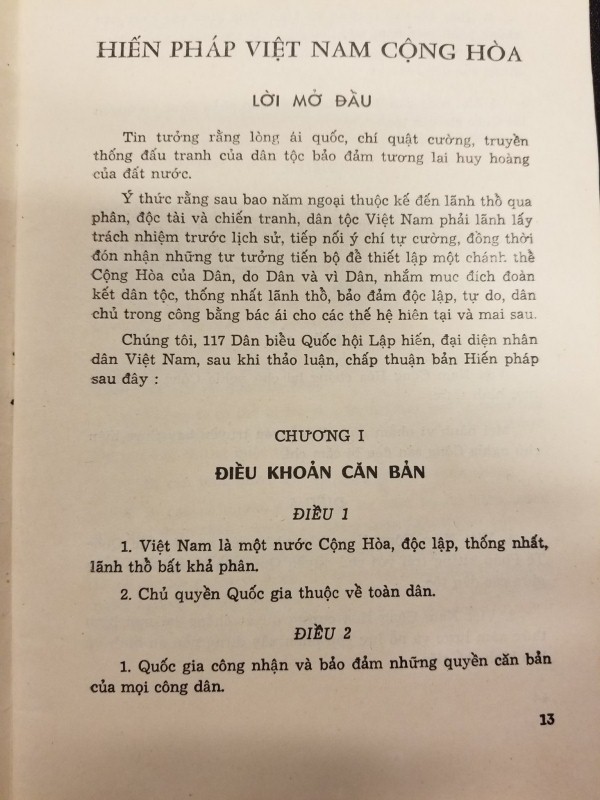 HIẾN PHÁP VIỆT NAM CỘNG HÒA
LỜI MỞ ĐẦU
Tin tưởng rằng lòng ái quốc, chí quật cường, truyền
thống đấu tranh của dân tộc bảo đảm tương lai huy hoàng
của đất nước.
Ý thức rằng sau bao năm ngoại thuộc kế đến lãnh thổ qua
phân, độc tài và chiến tranh, dân tộc Việt Nam phải lãnh lấy
trách nhiệm trước lịch sử, tiếp nối ý chí tự cường, đồng thời
đón nhận những tư tưởng tiến bộ để thiết lập một chánh thể
Cộng Hòa của Dân, do Dân và vì Dân, nhắm mục đích đoàn
kết dân tộc, thống nhất lãnh thổ, bảo đảm độc lập, tự do, dân
chủ trong công bằng bác ái cho các thế hệ hiện tại và mai sau.
Chúng tôi, 117 Dân biểu Quốc hội Lập hiến, đại diện nhân
dân Việt Nam, sau khi thảo luận, chấp thuận bản Hiến pháp
sau đây :
CHƯƠNG I
ĐIỀU KHOẢN CĂN BẢN
ĐIỀU 1
1. Việt Nam là một nước Cộng Hòa, độc lập, thống nhất,
lãnh thổ bất khả phân.
2. Chủ quyền Quốc gia thuộc về toàn dân.
ĐIỀU 2
1. Quốc gia công nhận và bảo đảm những quyền căn bản
của mọi công dân.
13